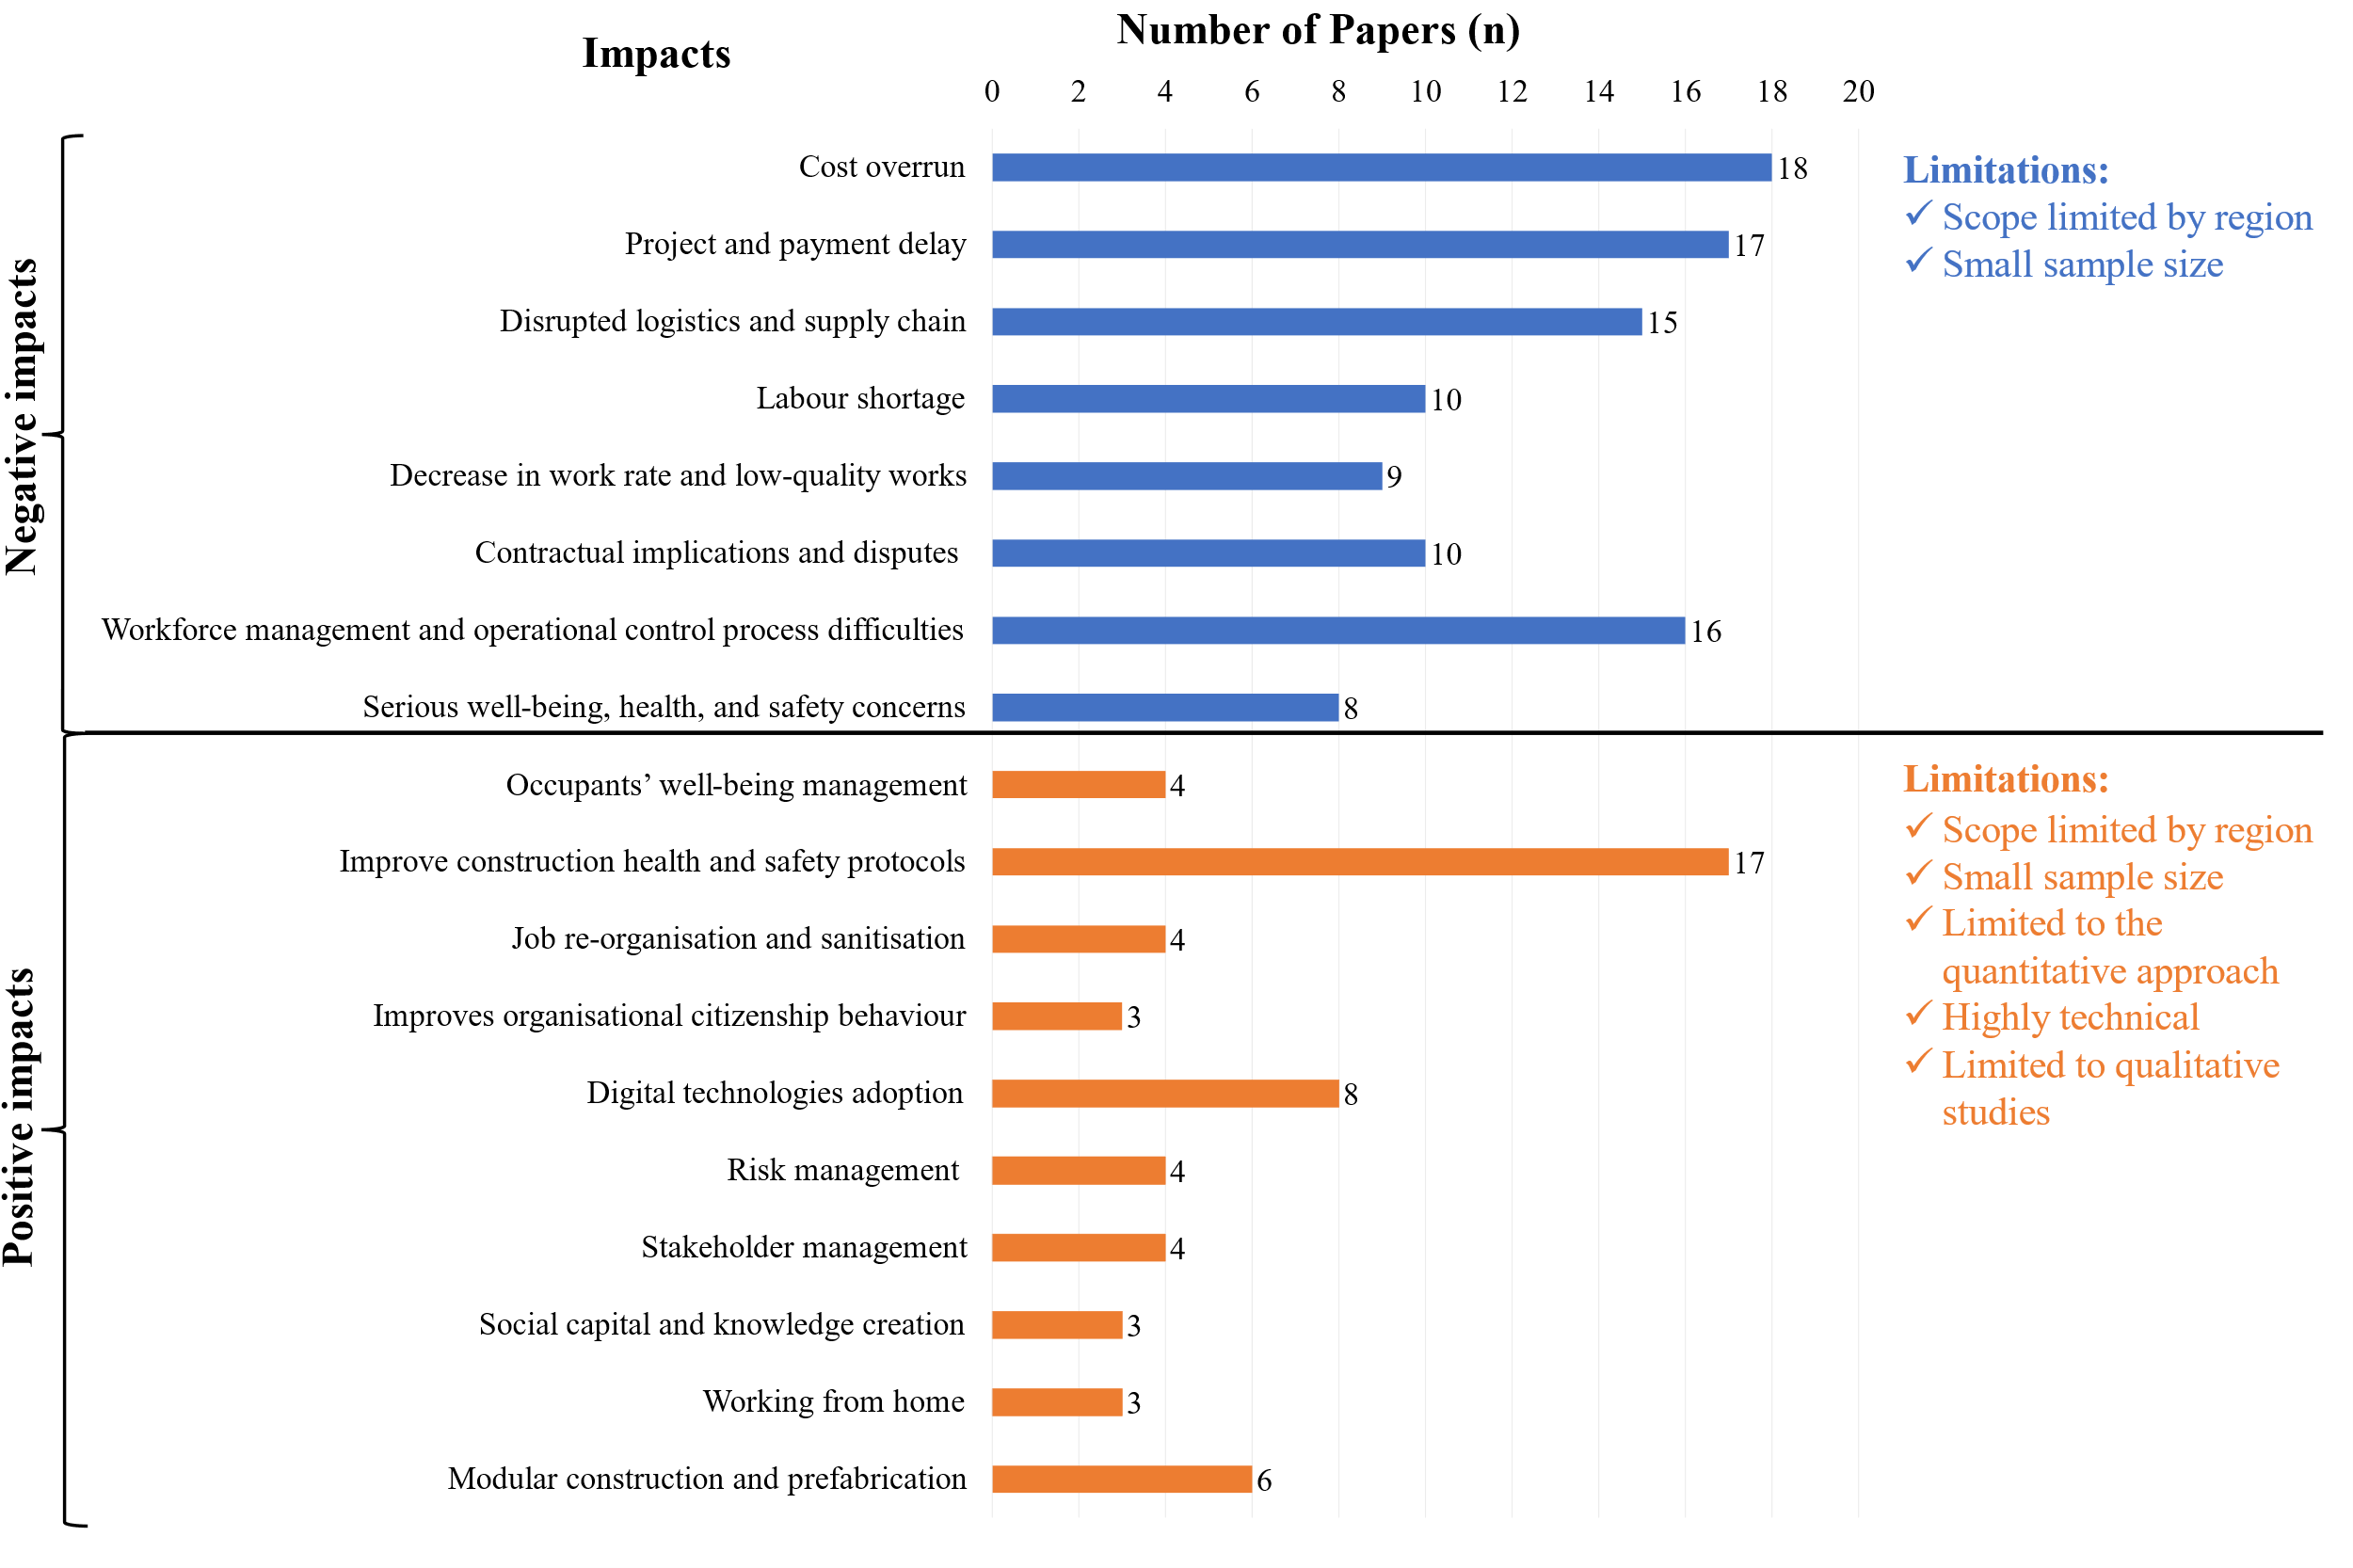 Impacts
Number of Papers (n)
0 2 4 6 8 10 12 14 16 18 20
Negative impacts
Cost overrun 18
Project and payment delay 17
Disrupted logistics and supply chain 15
Labour shortage 10
Decrease in work rate and low-quality works 9
Contractual implications and disputes 10
Workforce management and operational control process difficulties 16
Serious well-being, health, and safety concerns 8
Limitations:
✓ Scope limited by region
✓ Small sample size
Positive impacts
Occupants’ well-being management 4
Improve construction health and safety protocols 17
Job re-organisation and sanitisation 4
Improves organisational citizenship behaviour 3
Digital technologies adoption 8
Risk management 4
Stakeholder management 4
Social capital and knowledge creation 3
Working from home 3
Modular construction and prefabrication 6
Limitations:
✓ Scope limited by region
✓ Small sample size
✓ Limited to the
quantitative approach
✓ Highly technical
✓ Limited to qualitative
studies